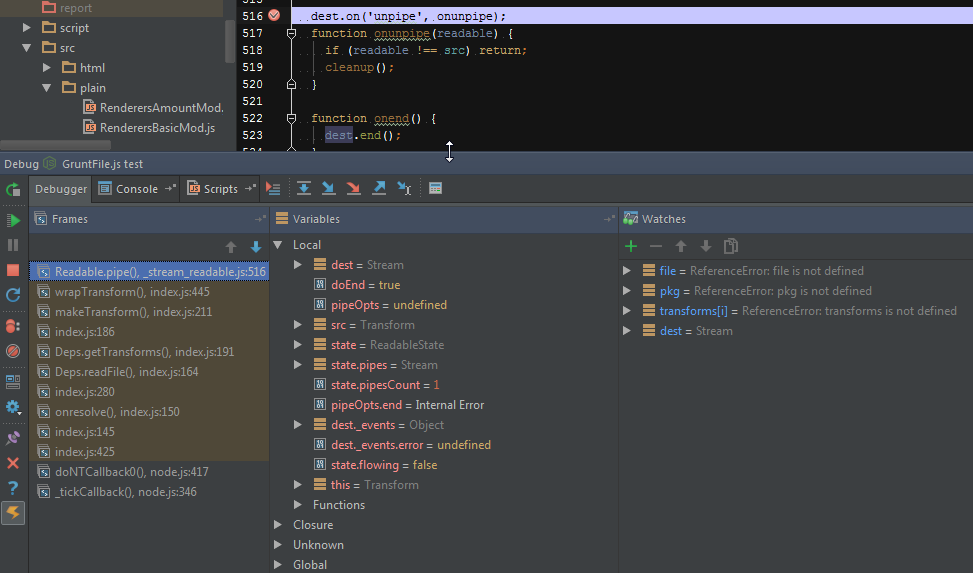 report
script
src
html
plain
RenderersAmountMod.
RenderersBasicMod.js
515
516 dest.on('unpipe', onunpipe);
517 function onunpipe(readable) {
518 if (readable !== src) return;
519 cleanup();
520 }
521
522 function onend() {
523 dest.end();
524 }
Debug GruntFile.js test
Debugger Console Scripts
Frames
Readable.pipe(), _stream_readable.js:516
wrapTransform(), index.js:445
makeTransform(), index.js:211
index.js:186
Deps.getTransforms(), index.js:191
Deps.readFile(), index.js:164
index.js:280
onresolve(), index.js:150
index.js:145
index.js:425
doNTCallback0(), node.js:417
_tickCallback(), node.js:346
Variables
Local
dest = Stream
doEnd = true
pipeOpts = undefined
src = Transform
state = ReadableState
state.pipes = Stream
state.pipesCount = 1
pipeOpts.end = Internal Error
dest._events = Object
dest._events.error = undefined
state.flowing = false
this = Transform
Functions
Closure
Unknown
Global
Watches
file = ReferenceError: file is not defined
pkg = ReferenceError: pkg is not defined
transforms[i] = ReferenceError: transforms is not defined
dest = Stream